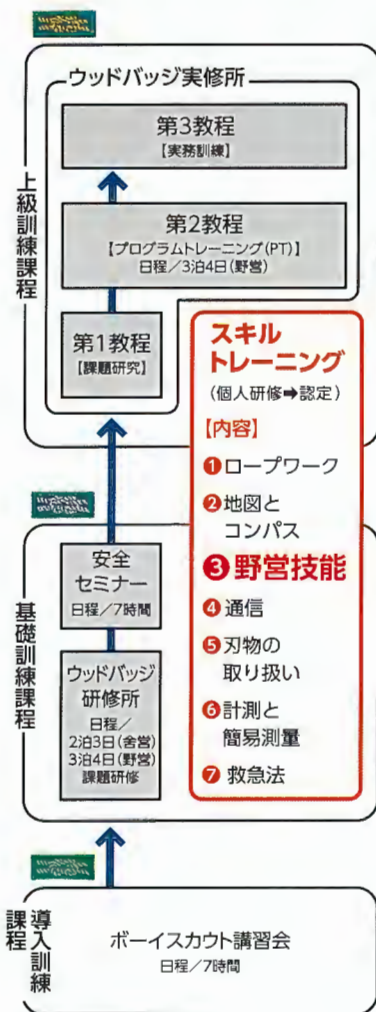 ウッドバッジ実修所
第3教程
【実務訓練】
第2教程
【プログラムトレーニング(PT)】
日程／3泊4日(野営)
第1教程
【課題研究】
上級訓練課程
スキル
トレーニング
(個人研修➡認定)
【内容】
❶ロープワーク
❷地図と
コンパス
❸野営技能
❹通信
❺刃物の
取り扱い
❻計測と
簡易測量
❼救急法
安全
セミナー
日程／7時間
ウッドバッジ
研修所
日程／
2泊3日(舎営)
3泊4日(野営)
課題研修
基礎訓練課程
導入訓練
課程
ボーイスカウト講習会
日程／7時間